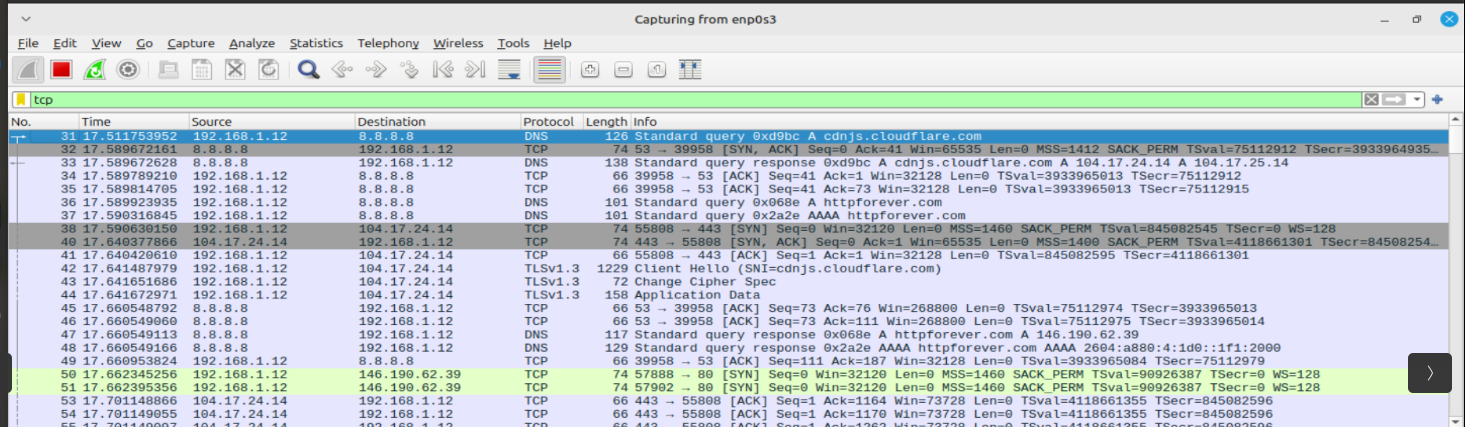 Capturing from enp0s3
File Edit View Go Capture Analyze Statistics Telephony Wireless Tools Help
tcp
No. Time Source Destination Protocol Length Info
31 17.511753952 192.168.1.12 8.8.8.8 DNS 126 Standard query 0xd9bc A cdnjs.cloudflare.com
32 17.589672161 8.8.8.8 192.168.1.12 TCP 74 53 → 39958 [SYN, ACK] Seq=0 Ack=41 Win=65535 Len=0 MSS=1412 SACK_PERM TSval=75112912 TSecr=3933964935…
33 17.589672628 8.8.8.8 192.168.1.12 DNS 138 Standard query response 0xd9bc A cdnjs.cloudflare.com A 104.17.24.14 A 104.17.25.14
34 17.589789210 192.168.1.12 8.8.8.8 TCP 66 39958 → 53 [ACK] Seq=41 Ack=1 Win=32128 Len=0 TSval=3933965013 TSecr=75112912
35 17.589814705 192.168.1.12 8.8.8.8 TCP 66 39958 → 53 [ACK] Seq=41 Ack=73 Win=32128 Len=0 TSval=3933965013 TSecr=75112915
36 17.589923935 192.168.1.12 8.8.8.8 DNS 101 Standard query 0x068e A httpforever.com
37 17.590316845 192.168.1.12 8.8.8.8 DNS 101 Standard query 0x2a2e AAAA httpforever.com
38 17.590630150 192.168.1.12 104.17.24.14 TCP 74 55808 → 443 [SYN] Seq=0 Win=32120 Len=0 MSS=1460 SACK_PERM TSval=845082545 TSecr=0 WS=128
40 17.640377866 104.17.24.14 192.168.1.12 TCP 74 443 → 55808 [SYN, ACK] Seq=0 Ack=1 Win=65535 Len=0 MSS=1400 SACK_PERM TSval=4118661301 TSecr=84508254…
41 17.640420610 192.168.1.12 104.17.24.14 TCP 66 55808 → 443 [ACK] Seq=1 Ack=1 Win=32128 Len=0 TSval=845082595 TSecr=4118661301
42 17.641487979 192.168.1.12 104.17.24.14 TLSv1.3 1229 Client Hello (SNI=cdnjs.cloudflare.com)
43 17.641651686 192.168.1.12 104.17.24.14 TLSv1.3 72 Change Cipher Spec
44 17.641672971 192.168.1.12 104.17.24.14 TLSv1.3 158 Application Data
45 17.660548792 8.8.8.8 192.168.1.12 TCP 66 53 → 39958 [ACK] Seq=73 Ack=76 Win=268800 Len=0 TSval=75112974 TSecr=3933965013
46 17.660549060 8.8.8.8 192.168.1.12 TCP 66 53 → 39958 [ACK] Seq=73 Ack=111 Win=268800 Len=0 TSval=75112975 TSecr=3933965014
47 17.660549113 8.8.8.8 192.168.1.12 DNS 117 Standard query response 0x068e A httpforever.com A 146.190.62.39
48 17.660549166 8.8.8.8 192.168.1.12 DNS 129 Standard query response 0x2a2e AAAA httpforever.com AAAA 2604:a880:4:1d0::1f1:2000
49 17.660953824 192.168.1.12 8.8.8.8 TCP 66 39958 → 53 [ACK] Seq=111 Ack=187 Win=32128 Len=0 TSval=3933965084 TSecr=75112979
50 17.662345256 192.168.1.12 146.190.62.39 TCP 74 57888 → 80 [SYN] Seq=0 Win=32120 Len=0 MSS=1460 SACK_PERM TSval=90926387 TSecr=0 WS=128
51 17.662395356 192.168.1.12 146.190.62.39 TCP 74 57902 → 80 [SYN] Seq=0 Win=32120 Len=0 MSS=1460 SACK_PERM TSval=90926387 TSecr=0 WS=128
53 17.701148866 104.17.24.14 192.168.1.12 TCP 66 443 → 55808 [ACK] Seq=1 Ack=1164 Win=73728 Len=0 TSval=4118661355 TSecr=845082596
54 17.701149055 104.17.24.14 192.168.1.12 TCP 66 443 → 55808 [ACK] Seq=1 Ack=1170 Win=73728 Len=0 TSval=4118661355 TSecr=845082596